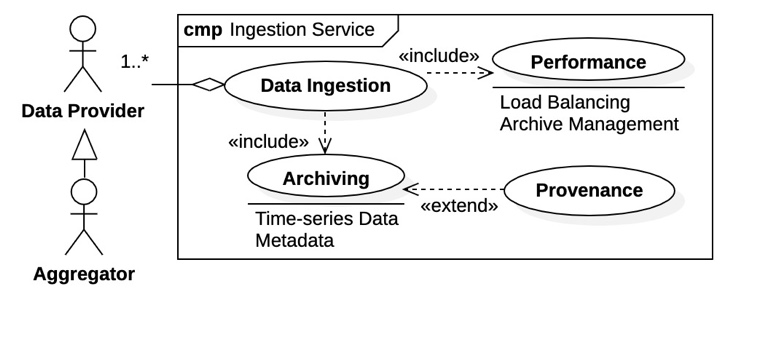 cmp Ingestion Service
1..*
«include»
Performance
Data Ingestion
Load Balancing
Archive Management
Data Provider
«include»
Archiving
Provenance
«extend»
Time-series Data
Metadata
Aggregator